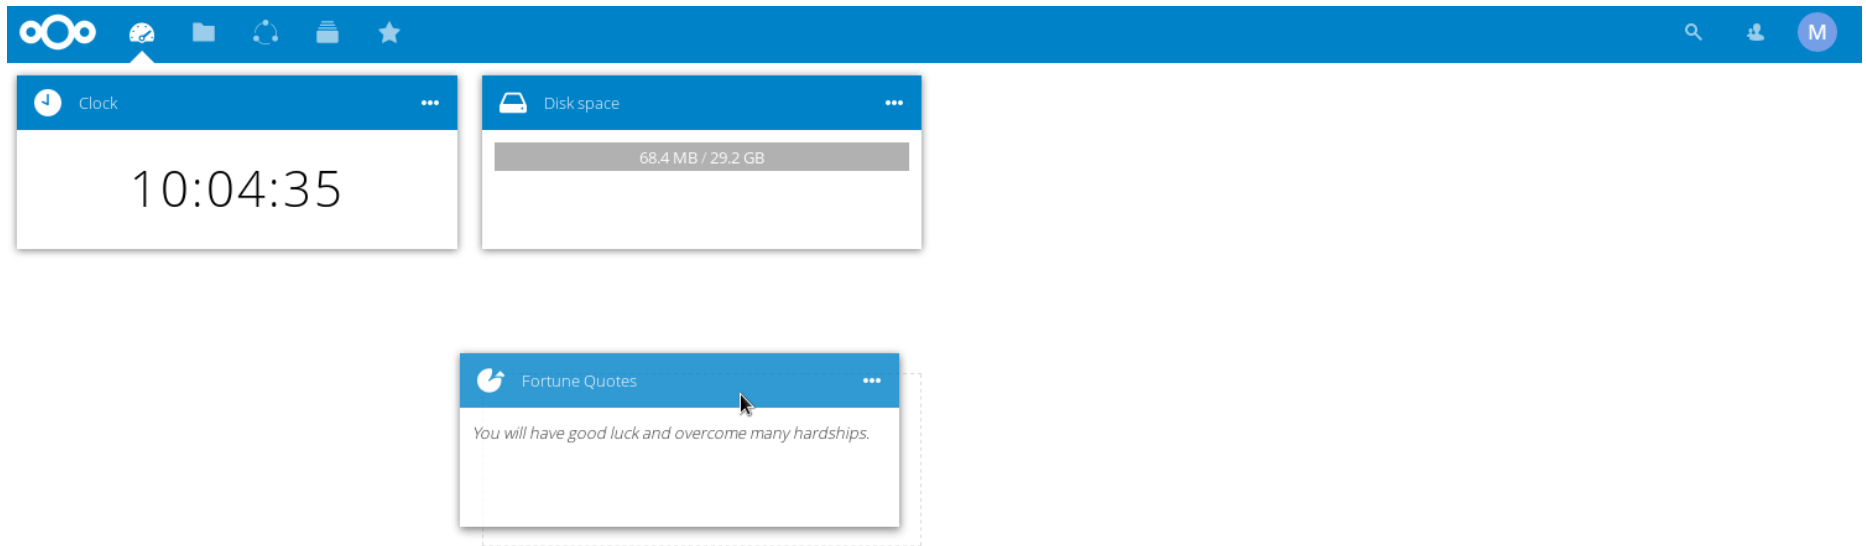 M
Clock
Disk space
10:04:35
68.4 MB / 29.2 GB
Fortune Quotes
You will have good luck and overcome many hardships.